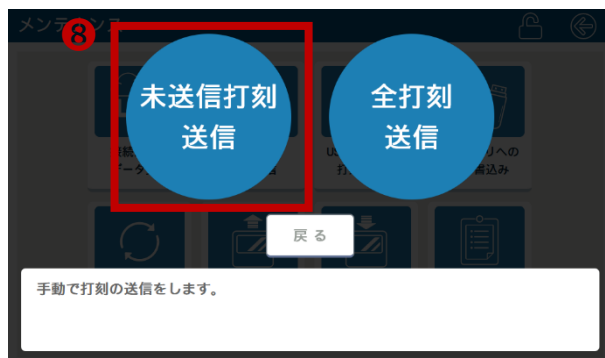 メンテナンス
8
未送信打刻
送信
全打刻
送信
戻る
手動で打刻の送信をします。